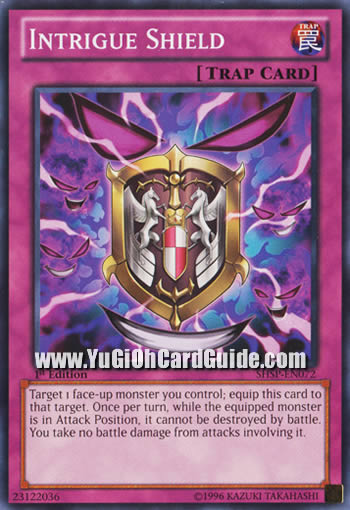 INTRIGUE SHIELD
TRAP
罠
[TRAP CARD]
www.YuGiOhCardGuide.com
1st Edition
SHSP-EN072
Target 1 face-up monster you control; equip this card to
that target. Once per turn, while the equipped monster
is in Attack Position, it cannot be destroyed by battle.
You take no battle damage from attacks involving it.
23122036
©1996 KAZUKI TAKAHASHI